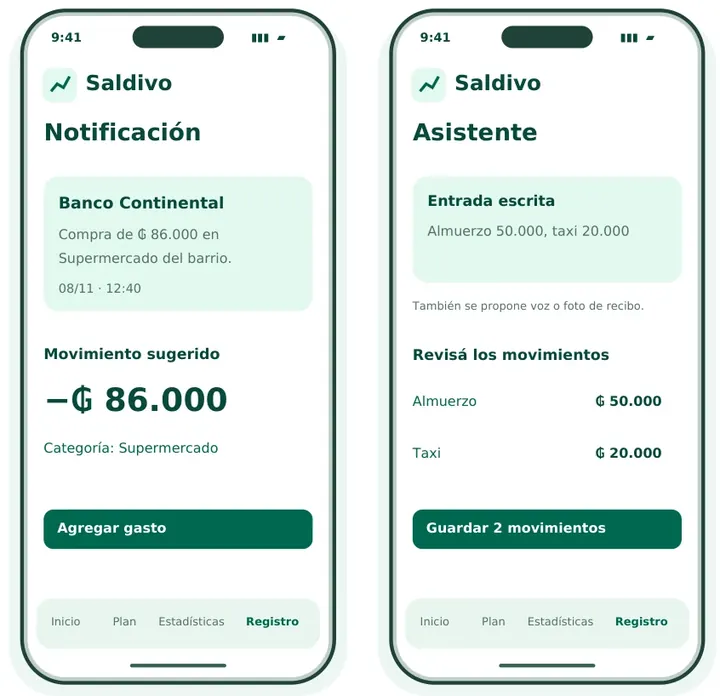 9:41
Saldivo
Notificación
Banco Continental
Compra de ₲ 86.000 en
Supermercado del barrio.
08/11 · 12:40
Movimiento sugerido
−₲ 86.000
Categoría: Supermercado
Agregar gasto
Inicio Plan Estadísticas Registro
9:41
Saldivo
Asistente
Entrada escrita
Almuerzo 50.000, taxi 20.000
También se propone voz o foto de recibo.
Revisá los movimientos
Almuerzo ₲ 50.000
Taxi ₲ 20.000
Guardar 2 movimientos
Inicio Plan Estadísticas Registro